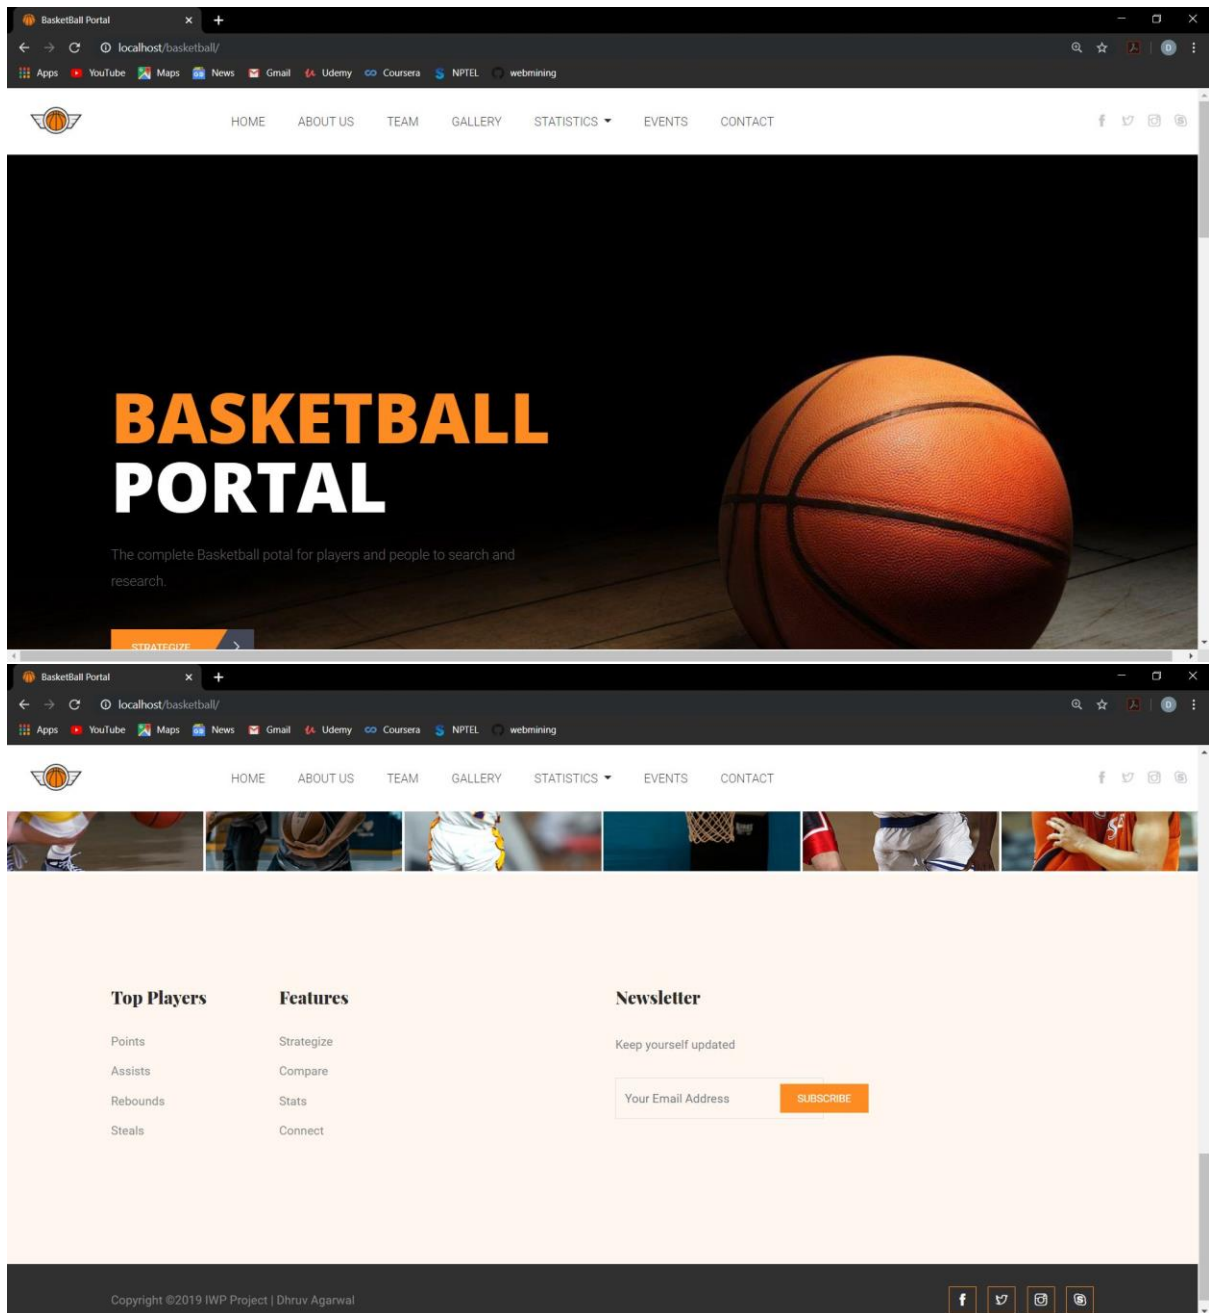 BasketBall Portal
localhost/basketball/
Apps YouTube Maps News Gmail Udemy Coursera NPTEL webmining
HOME ABOUT US TEAM GALLERY STATISTICS EVENTS CONTACT
BASKETBALL
PORTAL
The complete Basketball potal for players and people to search and
research.
STRATEGIZE
BasketBall Portal
localhost/basketball/
Apps YouTube Maps News Gmail Udemy Coursera NPTEL webmining
HOME ABOUT US TEAM GALLERY STATISTICS EVENTS CONTACT
Top Players Features Newsletter
Points Strategize Keep yourself updated
Assists Compare
Rebounds Stats Your Email Address SUBSCRIBE
Steals Connect
Copyright ©2019 IWP Project | Dhruv Agarwal